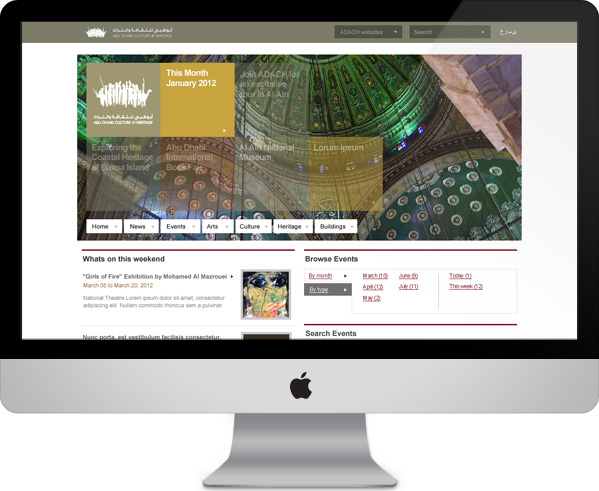 أبوظبي للثقافة والتراث
ABU DHABI CULTURE & HERITAGE
ADACH websites
Search
This Month
January 2012
Join ADACH for
an exclusive
tour in Al Ain
أبوظبي للثقافة والتراث
ABU DHABI CULTURE & HERITAGE
Exploring the
Coastal Heritage
of Dalma Island
Abu Dhabi
International
Book Fair
Al Ain National
Museum
Lorum Ipsum
Home
News
Events
Arts
Culture
Heritage
Buildings
Whats on this weekend
"Girls of Fire" Exhibition by Mohamed Al Mazrouei
March 05 to March 20, 2012
National Theatre Lorem ipsum dolor sit amet, consectetur
adipiscing elit. Nullam commodo rhoncus sem a pulvinar.
Nunc porta, est vestibulum facilisis consectetur,
Browse Events
By month
By type
March (10)
April (12)
May (2)
June (9)
July (11)
Today (1)
This week (12)
Search Events